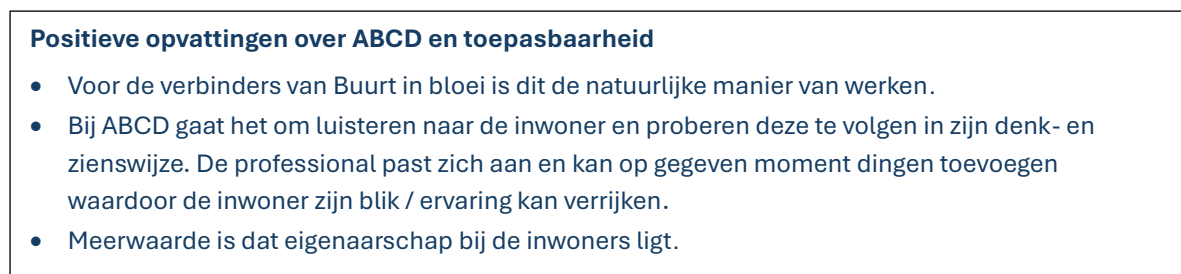 Positieve opvattingen over ABCD en toepasbaarheid
• Voor de verbinders van Buurt in bloei is dit de natuurlijke manier van werken.
• Bij ABCD gaat het om luisteren naar de inwoner en proberen deze te volgen in zijn denk- en
zienswijze. De professional past zich aan en kan op gegeven moment dingen toevoegen
waardoor de inwoner zijn blik / ervaring kan verrijken.
• Meerwaarde is dat eigenaarschap bij de inwoners ligt.